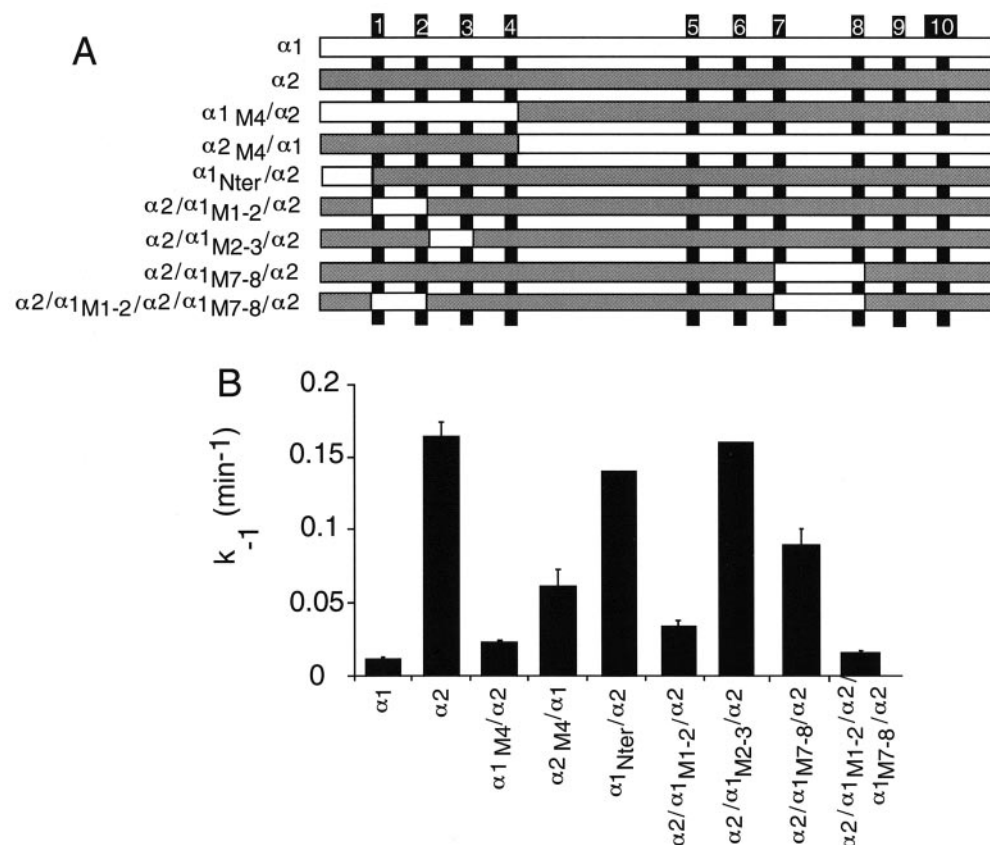 A
1 2 3 4 5 6 7 8 9 10
α1
α2
α1 M4/α2
α2 M4/α1
α1Nter/α2
α2/α1M1-2/α2
α2/α1M2-3/α2
α2/α1M7-8/α2
α2/α1M1-2/α2/α1M7-8/α2
B
k -1 (min-1)
0.2
0.15
0.1
0.05
0
α1
α2
α1 M4/α2
α2 M4/α1
α1Nter/α2
α2/α1M1-2/α2
α2/α1M2-3/α2
α2/α1M7-8/α2
α2/α1M1-2/α2/
α1M7-8/α2